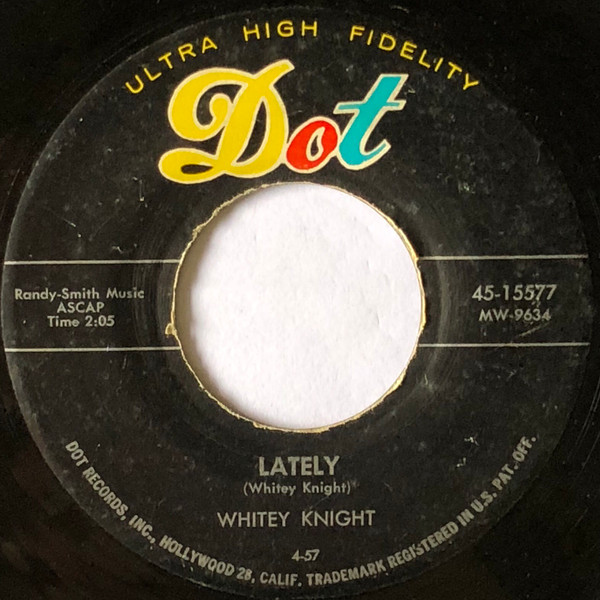 ULTRA HIGH FIDELITY
Dot
Randy-Smith Music
ASCAP
Time 2:05
45-15577
MW-9634
LATELY
(Whitey Knight)
WHITEY KNIGHT
4-57
DOT RECORDS, INC., HOLLYWOOD 28, CALIF. TRADEMARK REGISTERED IN U.S. PAT. OFF.